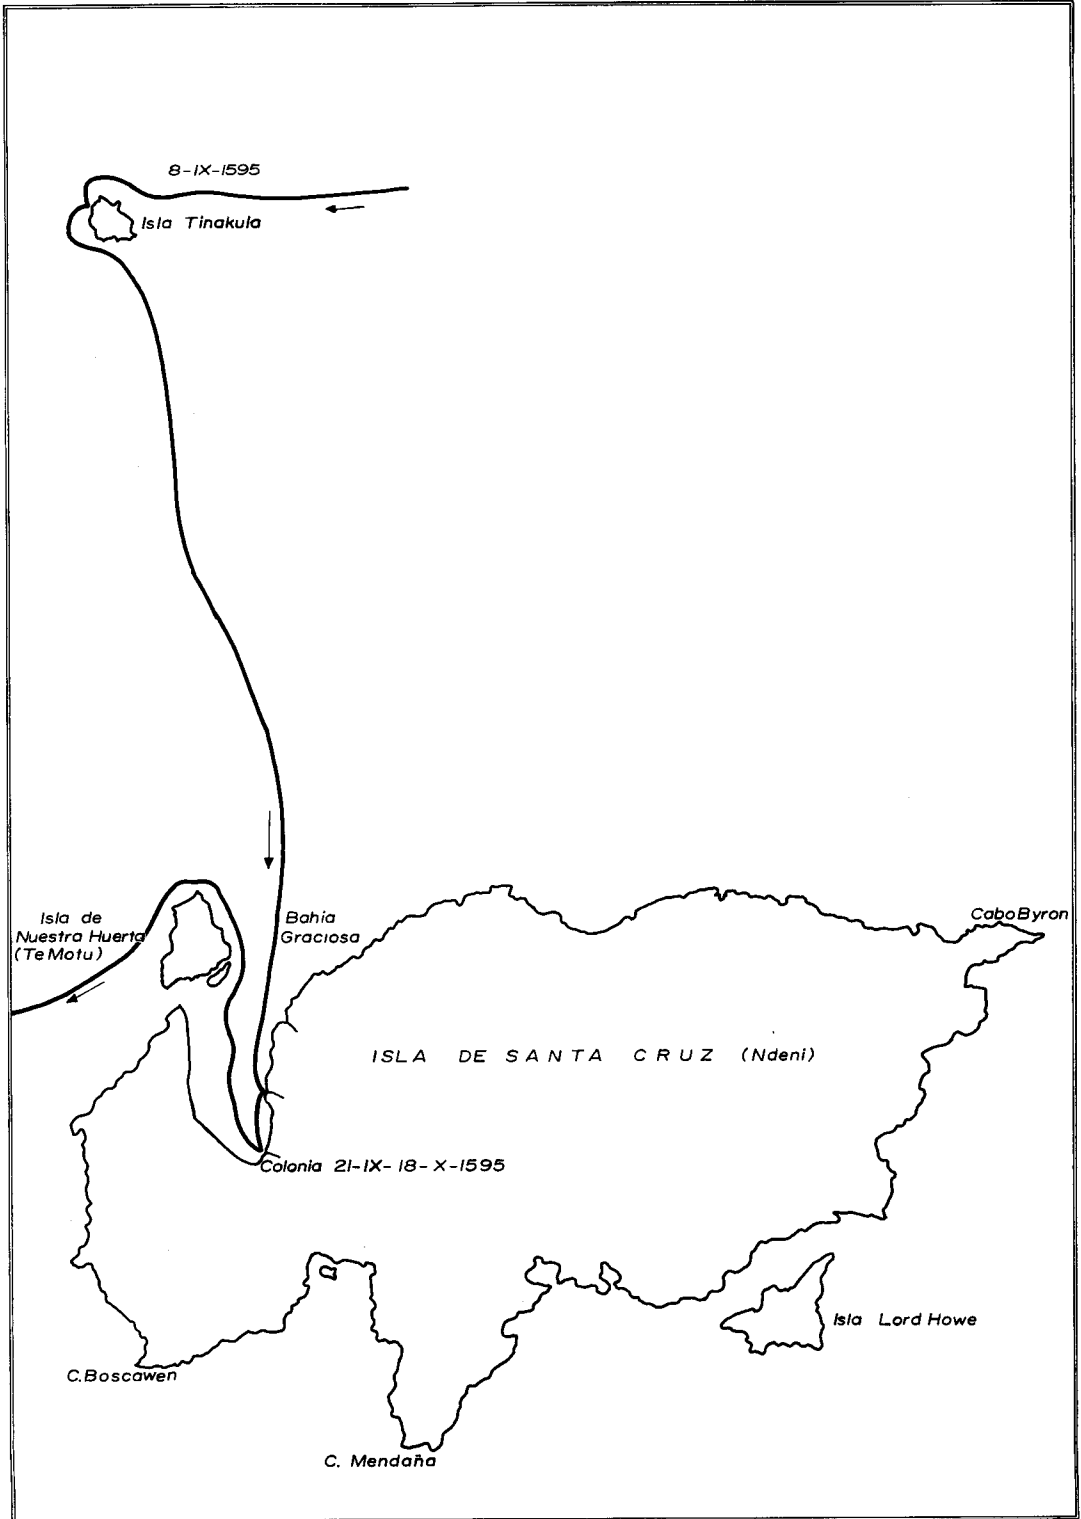 8-IX-1595
Isla Tinakula
Isla de
Nuestra Huerta
(Te Motu)
Bahia
Graciosa
Cabo Byron
ISLA DE SANTA CRUZ (Ndeni)
Colonia 21-IX-18-X-1595
Isla Lord Howe
C. Boscawen
C. Mendaña